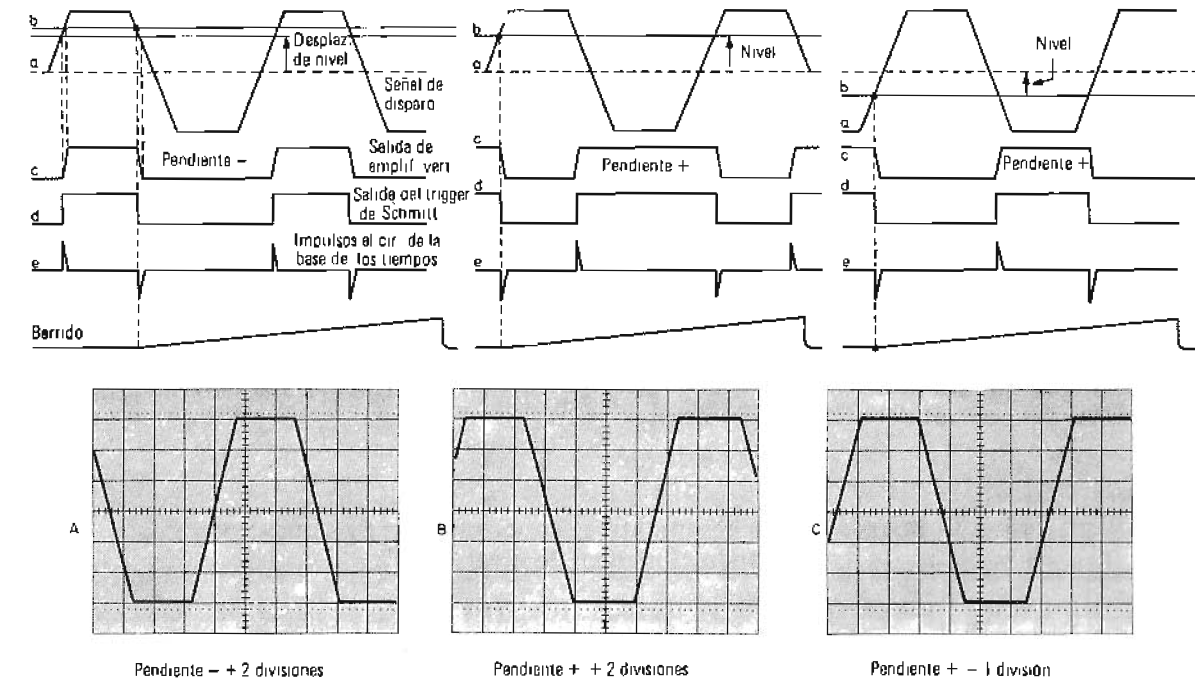 b
a
Desplaz.
de nivel
Señal de
disparo
c
Pendiente –
Salida de
amplif vert
d
Salida del trigger
de Schmitt
e
Impulsos al cir de la
base de los tiempos
Barrido
b
a
Nivel
c
Pendiente +
d
e
Nivel
b
a
c
Pendiente +
d
e
A
B
C
Pendiente – + 2 divisiones
Pendiente + + 2 divisiones
Pendiente + – 1 división